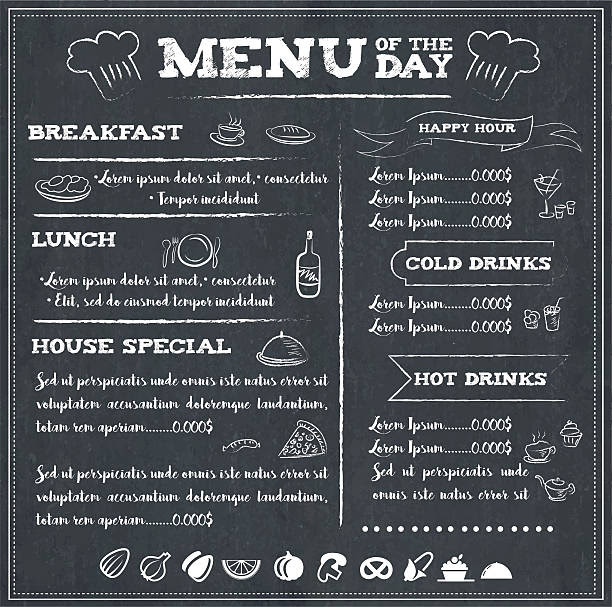 MENU OF THE DAY
BREAKFAST
•Lorem ipsum dolor sit amet,• consectetur
• Tempor incididunt
LUNCH
•Lorem ipsum dolor sit amet,• consectetur
• Elit, sed do eiusmod tempor incididunt
HOUSE SPECIAL
Sed ut perspiciatis unde omnis iste natus error sit
voluptatem accusantium doloremque laudantium,
totam rem aperiam........0.000$
Sed ut perspiciatis unde omnis iste natus error sit
voluptatem accusantium doloremque laudantium,
totam rem aperiam........0.000$
HAPPY HOUR
Lorem Ipsum........0.000$
Lorem Ipsum........0.000$
Lorem Ipsum........0.000$
COLD DRINKS
Lorem Ipsum........0.000$
Lorem Ipsum........0.000$
HOT DRINKS
Lorem Ipsum........0.000$
Lorem Ipsum........0.000$
Sed ut perspiciatis unde
omnis iste natus error sit